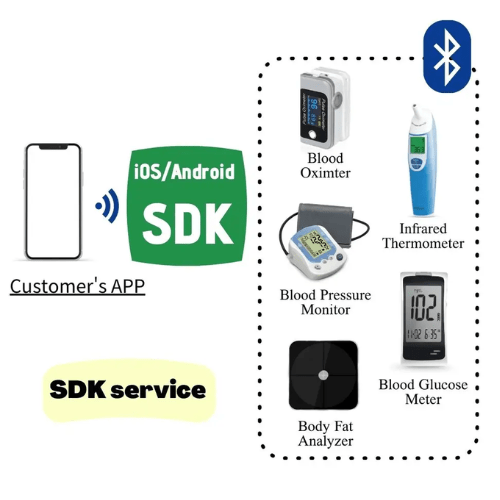 iOS/Android
SDK
Customer's APP
SDK service
Blood
Oximter
Infrared
Thermometer
Blood Pressure
Monitor
102
Blood Glucose
Meter
Body Fat
Analyzer